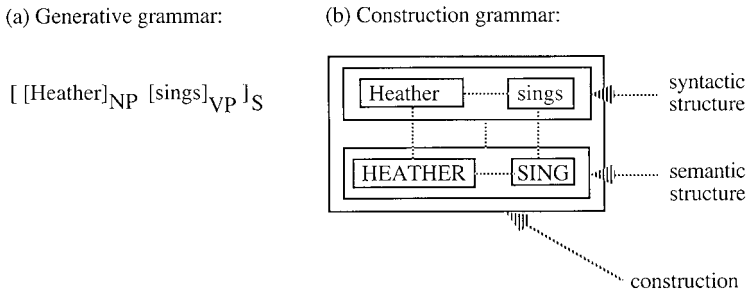 (a) Generative grammar:
(b) Construction grammar:
[ [Heather]NP [sings]VP ]S
Heather
sings
syntactic
structure
HEATHER
SING
semantic
structure
construction